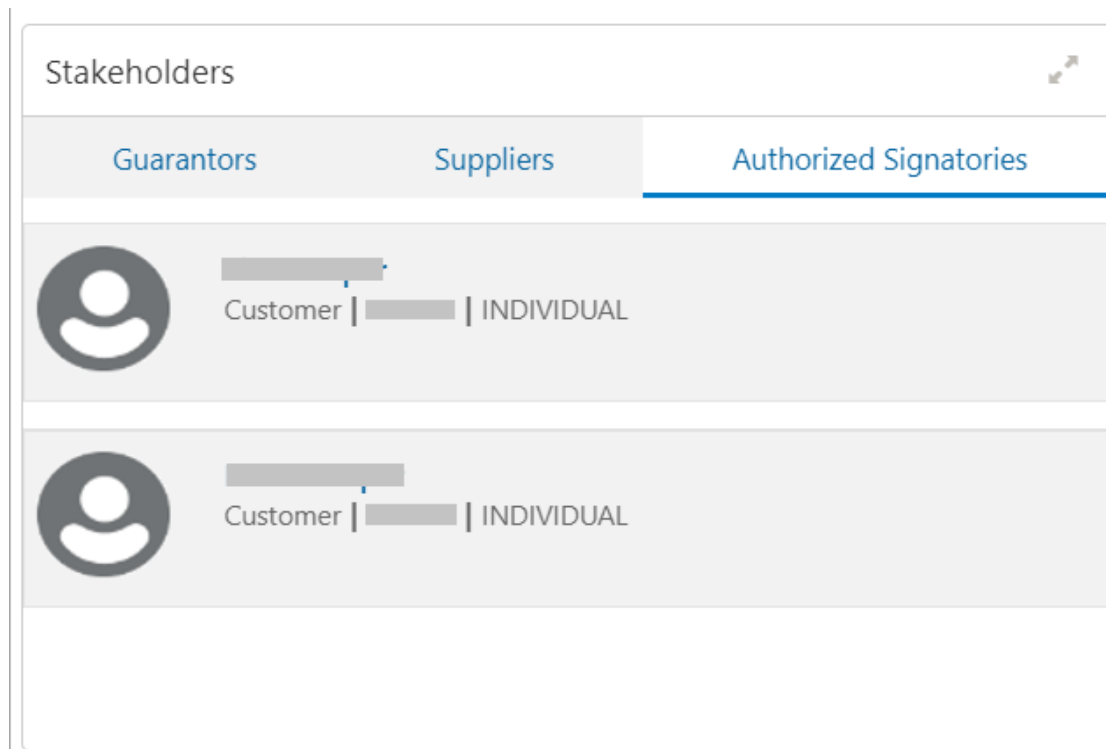 Stakeholders
Guarantors Suppliers Authorized Signatories
Customer | | INDIVIDUAL
Customer | | INDIVIDUAL